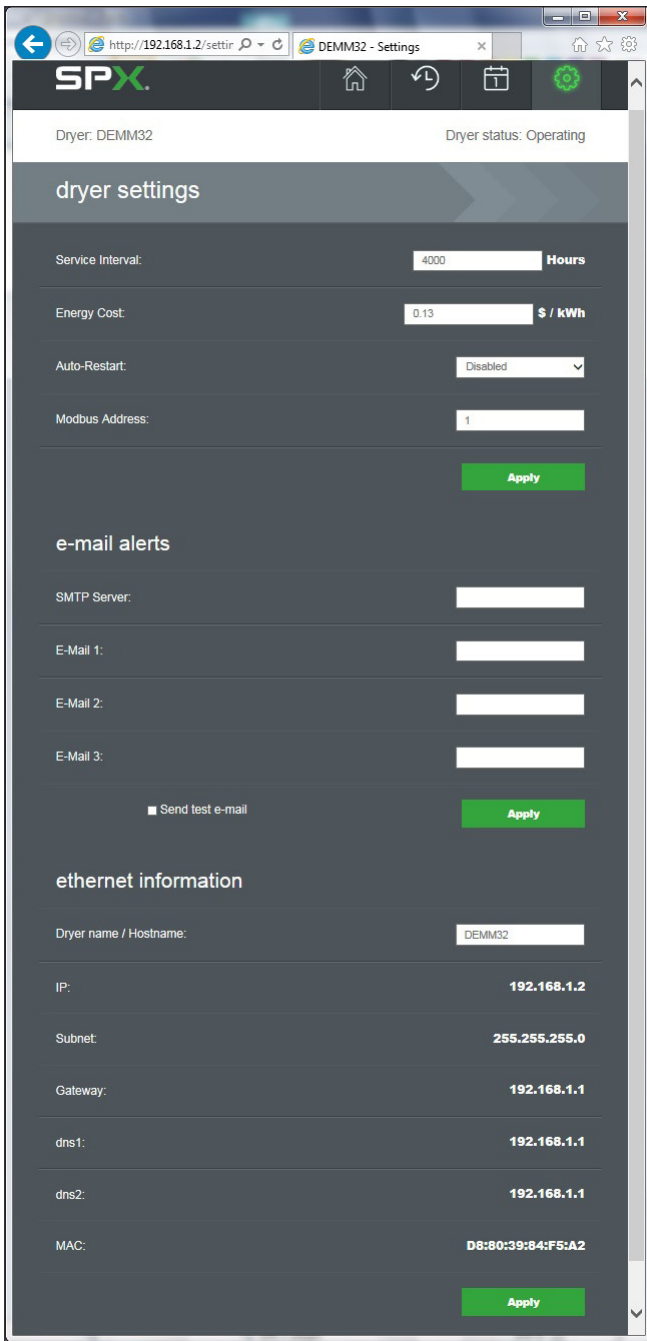 http://192.168.1.2/settir
DEMM32 - Settings
SPX.
1
Dryer: DEMM32 Dryer status: Operating
dryer settings
Service Interval: 4000 Hours
Energy Cost: 0.13 $ / kWh
Auto-Restart: Disabled
Modbus Address: 1
Apply
e-mail alerts
SMTP Server:
E-Mail 1:
E-Mail 2:
E-Mail 3:
Send test e-mail Apply
ethernet information
Dryer name / Hostname: DEMM32
IP: 192.168.1.2
Subnet: 255.255.255.0
Gateway: 192.168.1.1
dns1: 192.168.1.1
dns2: 192.168.1.1
MAC: D8:80:39:84:F5:A2
Apply